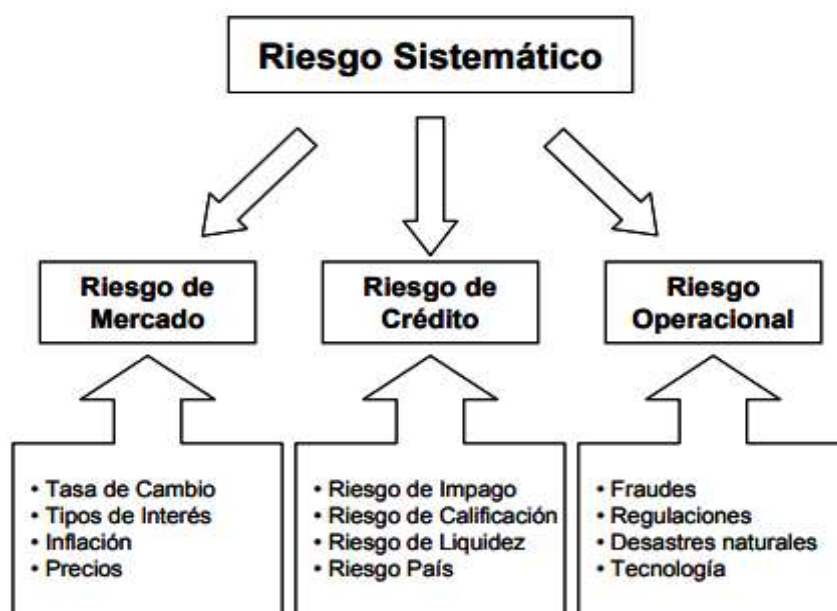 Riesgo Sistemático
Riesgo de
Mercado
Riesgo de
Crédito
Riesgo
Operacional
• Tasa de Cambio
• Tipos de Interés
• Inflación
• Precios
• Riesgo de Impago
• Riesgo de Calificación
• Riesgo de Liquidez
• Riesgo País
• Fraudes
• Regulaciones
• Desastres naturales
• Tecnología